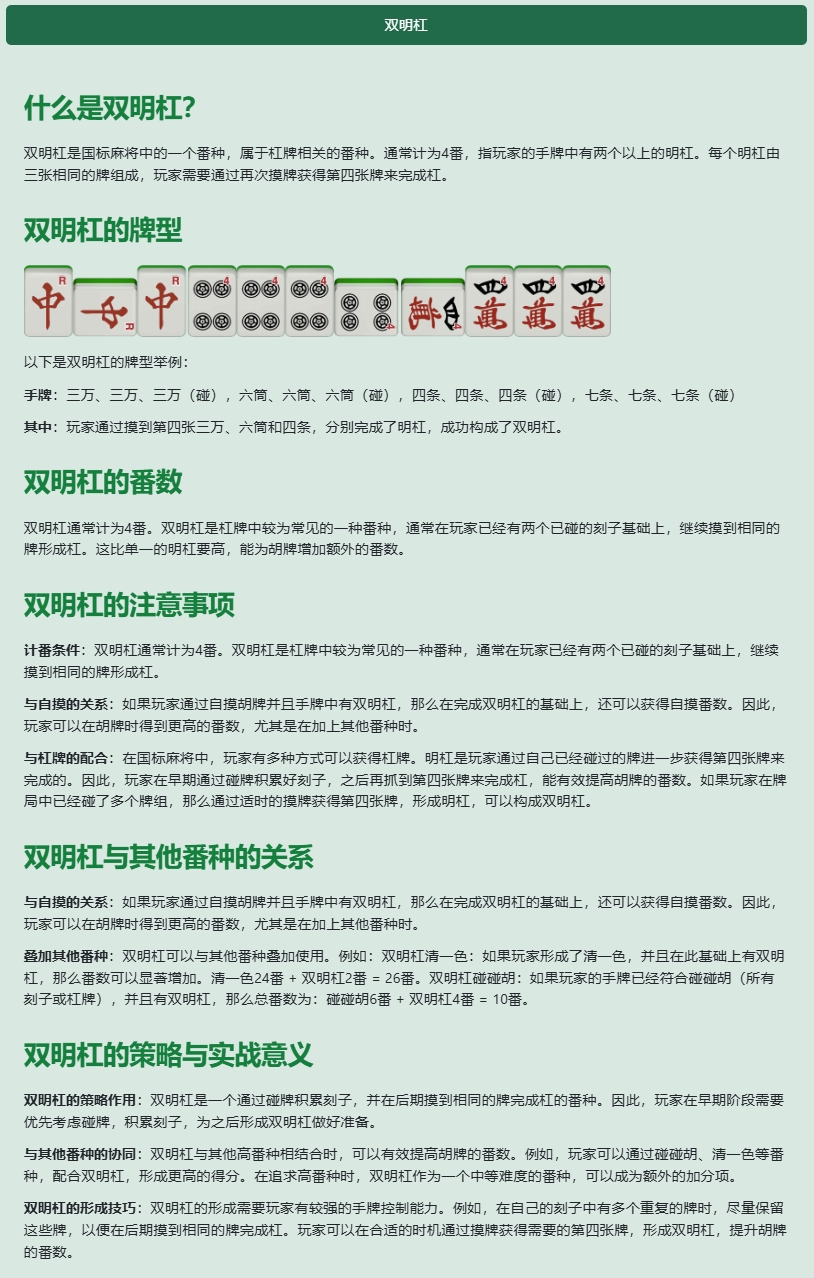 双明杠
什么是双明杠?
双明杠是国标麻将中的一个番种，属于杠牌相关的番种。通常计为4番，指玩家的手牌中有两个以上的明杠。每个明杠由
三张相同的牌组成，玩家需要通过再次摸牌获得第四张牌来完成杠。
双明杠的牌型
中R 中R 中R 4 4 4 4 四萬4 四萬4 四萬4 四萬4
以下是双明杠的牌型举例：
手牌：三万、三万、三万（碰），六筒、六筒、六筒（碰），四条、四条、四条（碰），七条、七条、七条（碰）
其中：玩家通过摸到第四张三万、六筒和四条，分别完成了明杠，成功构成了双明杠。
双明杠的番数
双明杠通常计为4番。双明杠是杠牌中较为常见的一种番种，通常在玩家已经有两个已碰的刻子基础上，继续摸到相同的
牌形成杠。这比单一的明杠要高，能为胡牌增加额外的番数。
双明杠的注意事项
计番条件：双明杠通常计为4番。双明杠是杠牌中较为常见的一种番种，通常在玩家已经有两个已碰的刻子基础上，继续
摸到相同的牌形成杠。
与自摸的关系：如果玩家通过自摸胡牌并且手牌中有双明杠，那么在完成双明杠的基础上，还可以获得自摸番数。因此，
玩家可以在胡牌时得到更高的番数，尤其是在加上其他番种时。
与杠牌的配合：在国标麻将中，玩家有多种方式可以获得杠牌。明杠是玩家通过自己已经碰过的牌进一步获得第四张牌来
完成的。因此，玩家在早期通过碰牌积累好刻子，之后再抓到第四张牌来完成杠，能有效提高胡牌的番数。如果玩家在牌
局中已经碰了多个牌组，那么通过适时的摸牌获得第四张牌，形成明杠，可以构成双明杠。
双明杠与其他番种的关系
与自摸的关系：如果玩家通过自摸胡牌并且手牌中有双明杠，那么在完成双明杠的基础上，还可以获得自摸番数。因此，
玩家可以在胡牌时得到更高的番数，尤其是在加上其他番种时。
叠加其他番种：双明杠可以与其他番种叠加使用。例如：双明杠清一色：如果玩家形成了清一色，并且在此基础上有双明
杠，那么番数可以显著增加。清一色24番 + 双明杠2番 = 26番。双明杠碰碰胡：如果玩家的手牌已经符合碰碰胡（所有
刻子或杠牌），并且有双明杠，那么总番数为：碰碰胡6番 + 双明杠4番 = 10番。
双明杠的策略与实战意义
双明杠的策略作用：双明杠是一个通过碰牌积累刻子，并在后期摸到相同的牌完成杠的番种。因此，玩家在早期阶段需要
优先考虑碰牌，积累刻子，为之后形成双明杠做好准备。
与其他番种的协同：双明杠与其他高番种相结合时，可以有效提高胡牌的番数。例如，玩家可以通过碰碰胡、清一色等番
种，配合双明杠，形成更高的得分。在追求高番种时，双明杠作为一个中等难度的番种，可以成为额外的加分项。
双明杠的形成技巧：双明杠的形成需要玩家有较强的手牌控制能力。例如，在自己的刻子中有多个重复的牌时，尽量保留
这些牌，以便在后期摸到相同的牌完成杠。玩家可以在合适的时机通过摸牌获得需要的第四张牌，形成双明杠，提升胡牌
的番数。